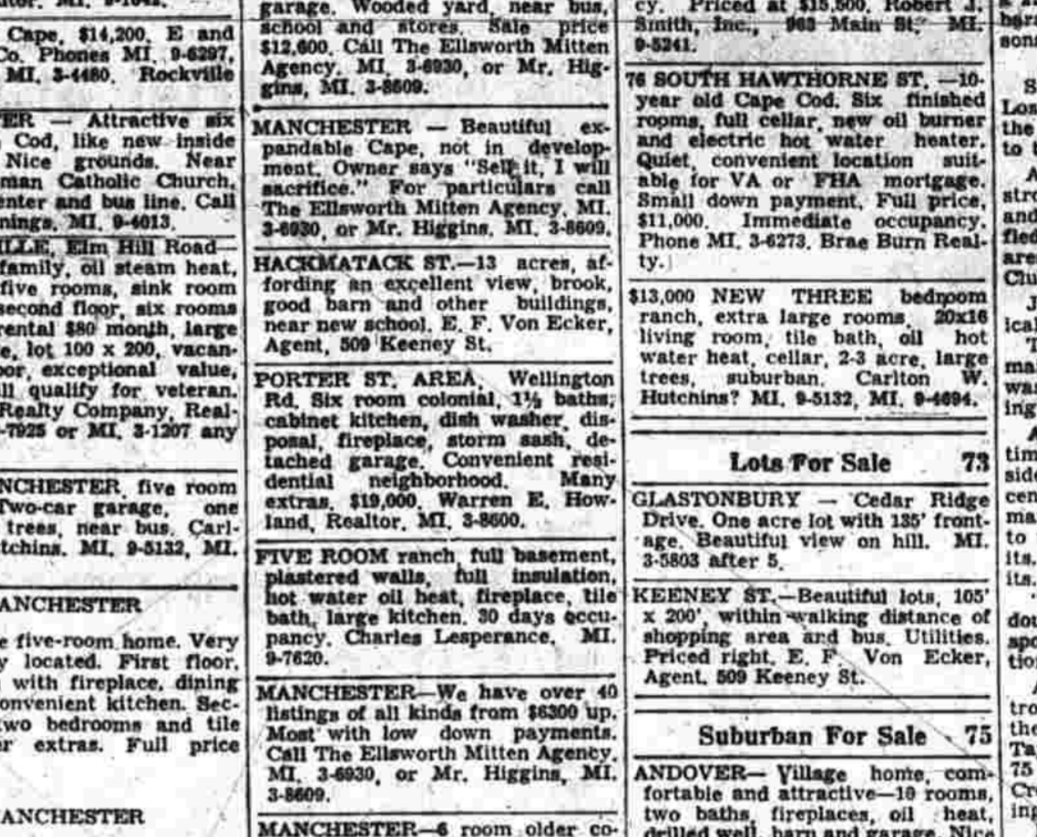 Cape, $14,200. E and
Co. Phones MI. 9-6297,
MI. 3-4480. Rockville
ER — Attractive six
Cod, like new inside
Nice grounds. Near
man Catholic Church,
enter and bus line. Call
nings, MI. 9-4013.
ILLE, Elm Hill Road—
family, oil steam heat,
five rooms, sink room
second floor, six rooms
rental $80 month, large
e, lot 100 x 200, vacan-
oor, exceptional value,
ill qualify for veteran.
Realty Company, Real-
-7925 or MI. 3-1207 any
NCHESTER, five room
Two-car garage, one
trees, near bus. Carl-
tchins. MI. 9-5132, MI.
ANCHESTER
e five-room home. Very
y located. First floor,
with fireplace, dining
onvenient kitchen. Sec-
two bedrooms and tile
er extras. Full price
ANCHESTER
garage. Wooded yard, near bus,
school and stores. Sale price
$12,600. Call The Ellsworth Mitten
Agency, MI. 3-6930, or Mr. Hig-
gins, MI. 3-8609.
MANCHESTER — Beautiful ex-
pandable Cape, not in develop-
ment. Owner says "Sell it, I will
sacrifice." For particulars call
The Ellsworth Mitten Agency, MI.
3-6930, or Mr. Higgins, MI. 3-8609.
HACKMATACK ST.—13 acres, af-
fording an excellent view, brook,
good barn and other buildings,
near new school. E. F. Von Ecker,
Agent, 509 Keeney St.
PORTER ST. AREA, Wellington
Rd. Six room colonial, 1½ baths,
cabinet kitchen, dish washer, dis-
posal, fireplace, storm sash, de-
tached garage. Convenient resi-
dential neighborhood. Many
extras, $19,000. Warren E. How-
land, Realtor. MI. 3-8600.
FIVE ROOM ranch, full basement,
plastered walls, full insulation,
hot water oil heat, fireplace, tile
bath, large kitchen. 30 days occu-
pancy. Charles Lesperance, MI.
9-7620.
MANCHESTER—We have over 40
listings of all kinds from $6300 up.
Most with low down payments.
Call The Ellsworth Mitten Agency,
MI. 3-6930, or Mr. Higgins, MI.
3-8609.
MANCHESTER—6 room older co-
cy. Priced at $15,500. Robert J.
Smith, Inc., 963 Main St. MI.
9-5241.
76 SOUTH HAWTHORNE ST. —10-
year old Cape Cod. Six finished
rooms, full cellar, new oil burner
and electric hot water heater.
Quiet, convenient location suit-
able for VA or FHA mortgage.
Small down payment. Full price,
$11,000. Immediate occupancy.
Phone MI. 3-6273. Brae Burn Real-
ty.
$13,000 NEW THREE bedroom
ranch, extra large rooms, 20x16
living room, tile bath, oil hot
water heat, cellar, 2-3 acre, large
trees, suburban. Carlton W.
Hutchins? MI. 9-5132, MI. 9-4694.
Lots For Sale 73
GLASTONBURY — Cedar Ridge
Drive. One acre lot with 135' front-
age. Beautiful view on hill. MI.
3-5803 after 5.
KEENEY ST.—Beautiful lots, 105'
x 200', within walking distance of
shopping area and bus. Utilities.
Priced right. E. F. Von Ecker,
Agent. 509 Keeney St.
Suburban For Sale 75
ANDOVER— Village home, com-
fortable and attractive—10 rooms,
two baths, fireplaces, oil heat,
drilled well, barn and garage.